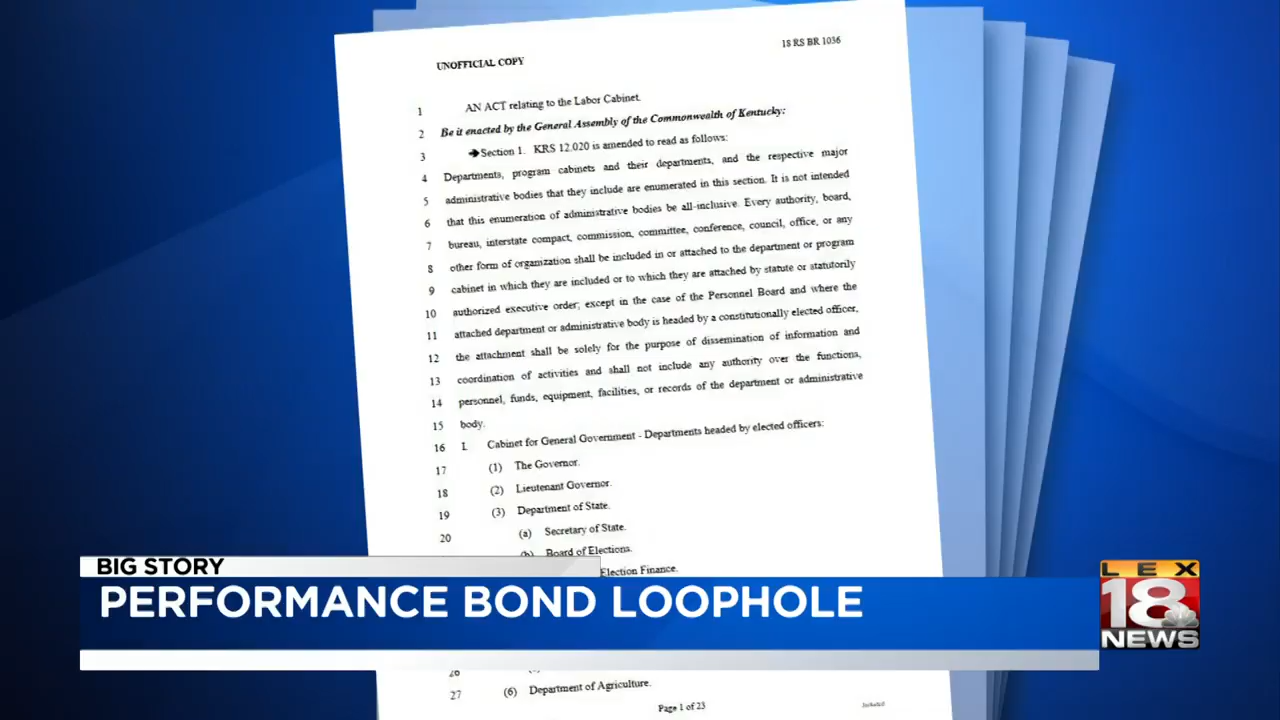 18 RS BR 1036
UNOFFICIAL COPY
1 AN ACT relating to the Labor Cabinet.
2 Be it enacted by the General Assembly of the Commonwealth of Kentucky:
3 ➔Section 1. KRS 12.020 is amended to read as follows:
4 Departments, program cabinets and their departments, and the respective major
5 administrative bodies that they include are enumerated in this section. It is not intended
6 that this enumeration of administrative bodies be all-inclusive. Every authority, board,
7 bureau, interstate compact, commission, committee, conference, council, office, or any
8 other form of organization shall be included in or attached to the department or program
9 cabinet in which they are included or to which they are attached by statute or statutorily
10 authorized executive order; except in the case of the Personnel Board and where the
11 attached department or administrative body is headed by a constitutionally elected officer,
12 the attachment shall be solely for the purpose of dissemination of information and
13 coordination of activities and shall not include any authority over the functions,
14 personnel, funds, equipment, facilities, or records of the department or administrative
15 body.
16 I. Cabinet for General Government - Departments headed by elected officers:
17 (1) The Governor.
18 (2) Lieutenant Governor.
19 (3) Department of State.
20 (a) Secretary of State.
(b) Board of Elections.
Election Finance.
BIG STORY
PERFORMANCE BOND LOOPHOLE
LEX
18
NEWS
26
27 (6) Department of Agriculture.
Page 1 of 23